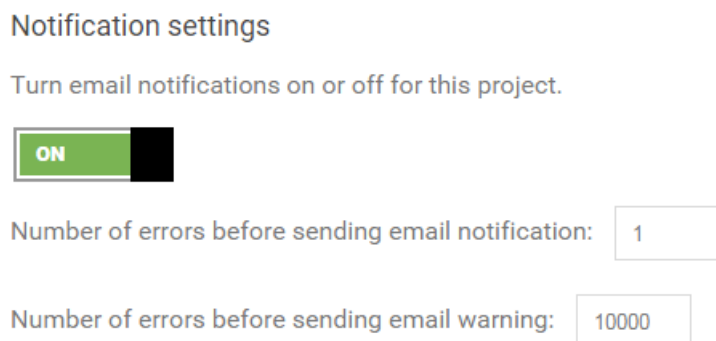 Notification settings
Turn email notifications on or off for this project.
ON
Number of errors before sending email notification: 1
Number of errors before sending email warning: 10000